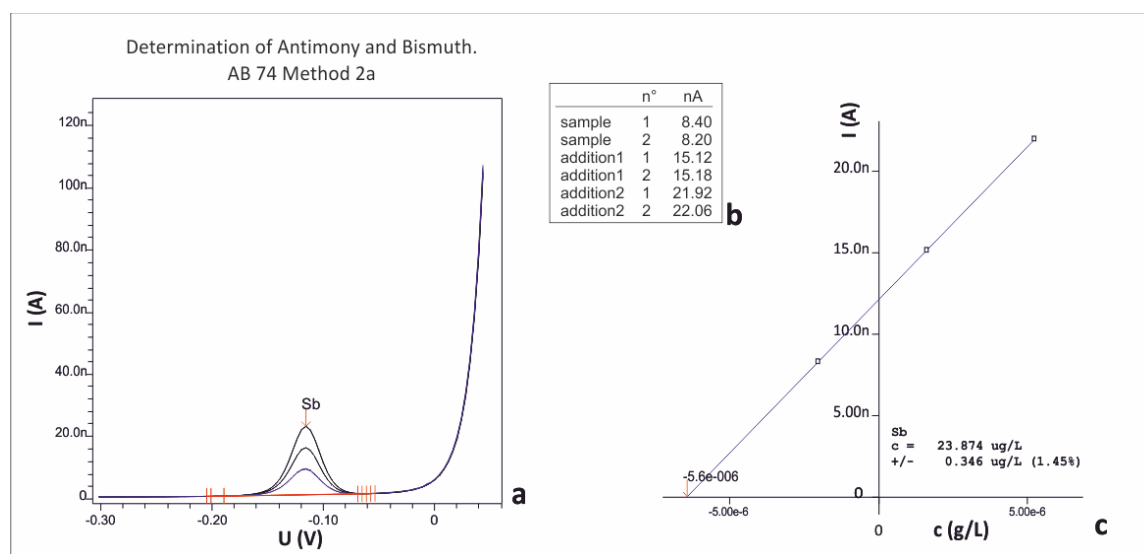 Determination of Antimony and Bismuth.
AB 74 Method 2a
I (A)
120n
100n
80.0n
60.0n
40.0n
20.0n
0
-0.30
-0.20
-0.10
0
U (V)
Sb
a
n° nA
sample 1 8.40
sample 2 8.20
addition1 1 15.12
addition1 2 15.18
addition2 1 21.92
addition2 2 22.06
b
I (A)
20.0n
15.0n
10.0n
5.00n
0
Sb
c = 23.874 ug/L
+/- 0.346 ug/L (1.45%)
-5.6e-006
-5.00e-6
0
5.00e-6
c (g/L)
c